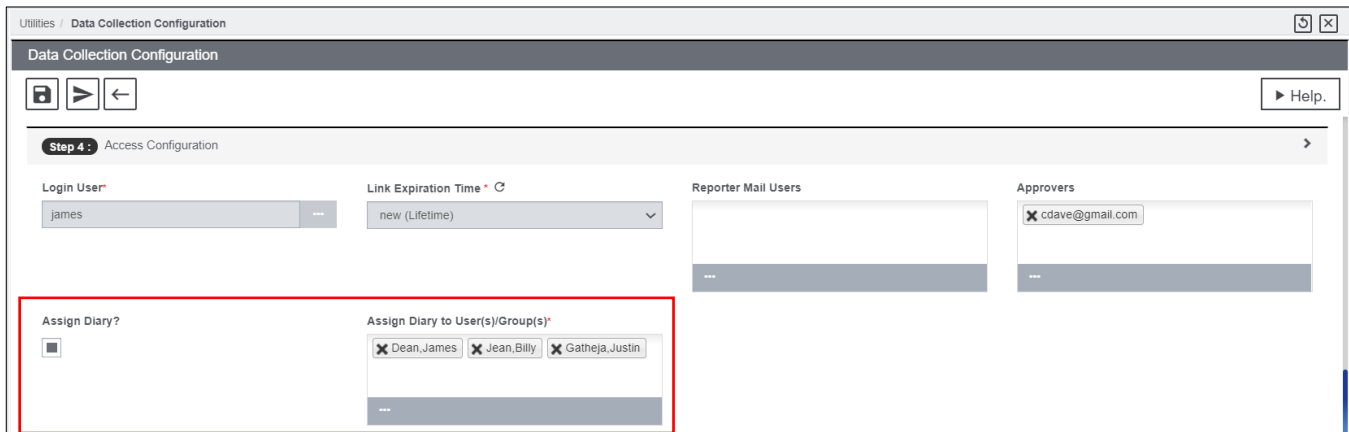 Utilities / Data Collection Configuration
Data Collection Configuration
Help.
Step 4 : Access Configuration
Login User* Link Expiration Time * Reporter Mail Users Approvers
james ... new (Lifetime) cdave@gmail.com
... ...
Assign Diary? Assign Diary to User(s)/Group(s)*
Dean,James Jean,Billy Gatheja,Justin
...